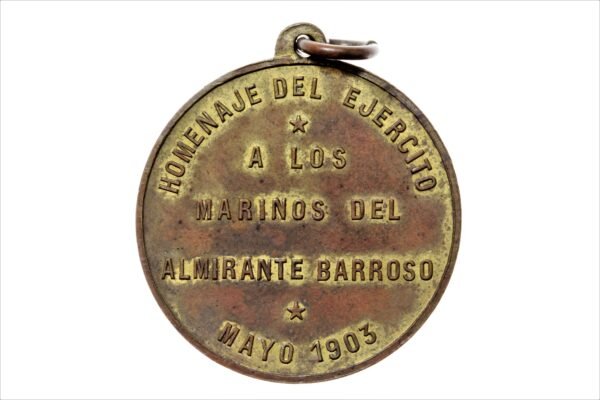 HOMENAJE DEL EJERCITO
A LOS
MARINOS DEL
ALMIRANTE BARROSO
MAYO 1903